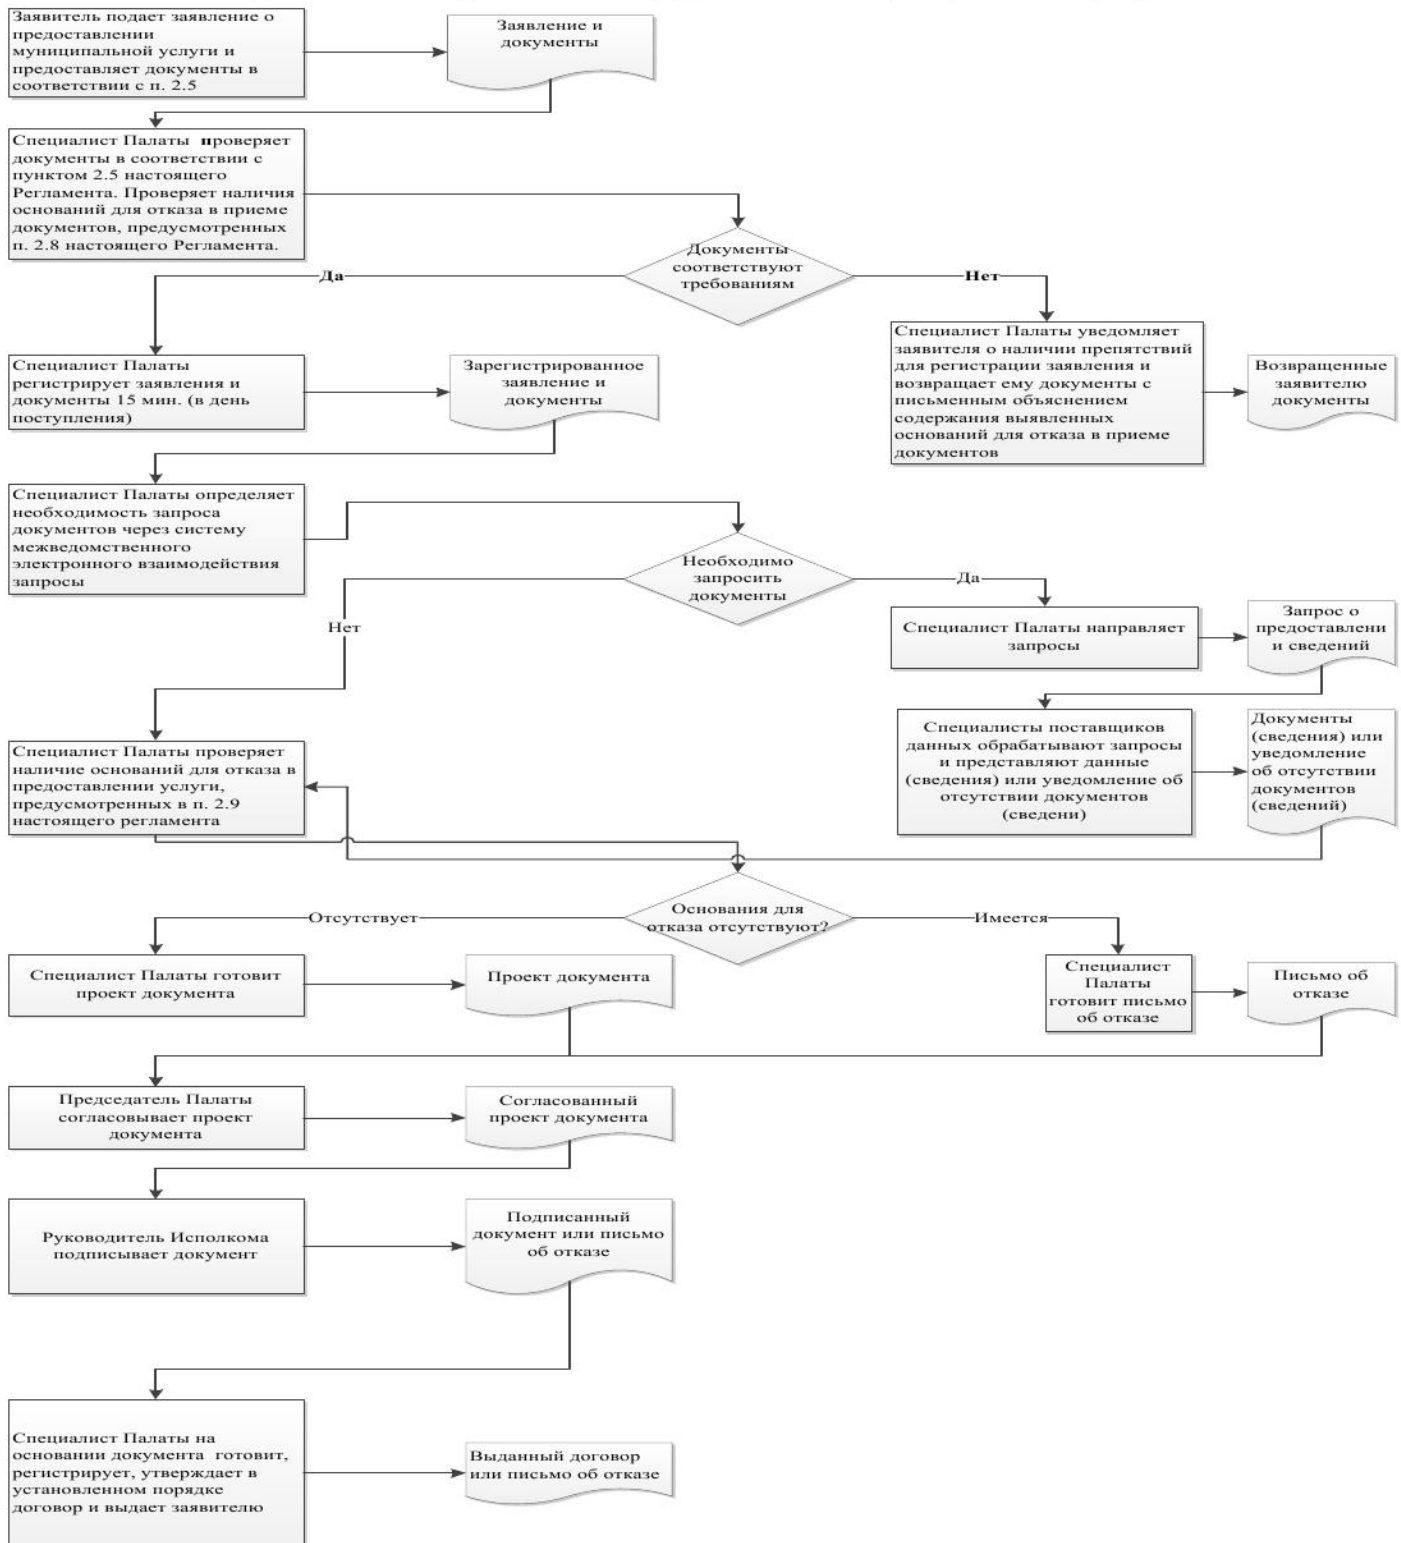 Заявитель подает заявление о
предоставлении
муниципальной услуги и
предоставляет документы в
соответствии с п. 2.5
Заявление и
документы
Специалист Палаты проверяет
документы в соответствии с
пунктом 2.5 настоящего
Регламента. Проверяет наличия
оснований для отказа в приеме
документов, предусмотренных
п. 2.8 настоящего Регламента.
Документы
соответствуют
требованиям
Да
Нет
Специалист Палаты
регистрирует заявления и
документы 15 мин. (в день
поступления)
Зарегистрированное
заявление и
документы
Специалист Палаты уведомляет
заявителя о наличии препятствий
для регистрации заявления и
возвращает ему документы с
письменным объяснением
содержания выявленных
оснований для отказа в приеме
документов
Возвращенные
заявителю
документы
Специалист Палаты определяет
необходимость запроса
документов через систему
межведомственного
электронного взаимодействия
запросы
Необходимо
запросить
документы
Да
Нет
Специалист Палаты направляет
запросы
Запрос о
предоставлени
и сведений
Специалисты поставщиков
данных обрабатывают запросы
и представляют данные
(сведения) или уведомление об
отсутствии документов
(сведени)
Документы
(сведения) или
уведомление
об отсутствии
документов
(сведений)
Специалист Палаты проверяет
наличие оснований для отказа в
предоставлении услуги,
предусмотренных в п. 2.9
настоящего регламента
Основания для
отказа отсутствуют?
Отсутствует
Имеется
Специалист Палаты готовит
проект документа
Проект документа
Специалист
Палаты
готовит письмо
об отказе
Письмо об
отказе
Председатель Палаты
согласовывает проект
документа
Согласованный
проект документа
Руководитель Исполкома
подписывает документ
Подписанный
документ или письмо
об отказе
Специалист Палаты на
основании документа готовит,
регистрирует, утверждает в
установленном порядке
договор и выдает заявителю
Выданный договор
или письмо об отказе